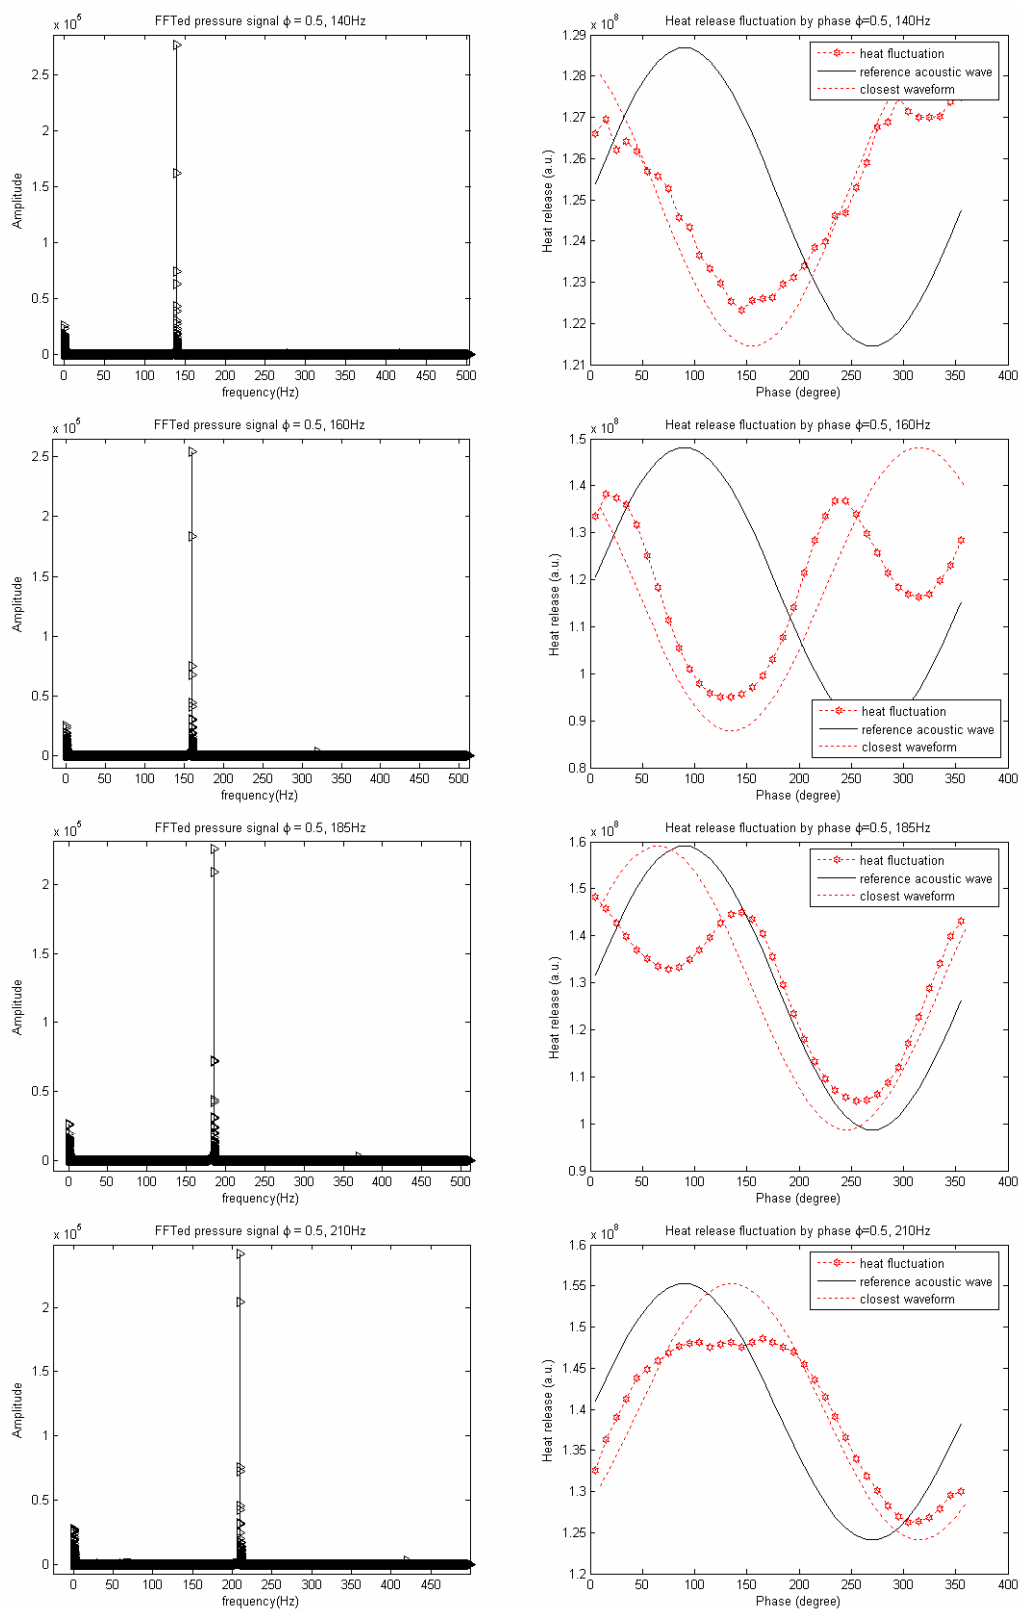 FFTed pressure signal ϕ = 0.5, 140Hz
x 10^5
2.5
2
1.5
1
0.5
0
Amplitude
0 50 100 150 200 250 300 350 400 450 500
frequency(Hz)
Heat release fluctuation by phase ϕ=0.5, 140Hz
x 10^8
1.29
1.28
1.27
1.26
1.25
1.24
1.23
1.22
1.21
Heat release (a.u.)
heat fluctuation
reference acoustic wave
closest waveform
0 50 100 150 200 250 300 350 400
Phase (degree)
FFTed pressure signal ϕ = 0.5, 160Hz
x 10^5
2.5
2
1.5
1
0.5
0
Amplitude
0 50 100 150 200 250 300 350 400 450 500
frequency(Hz)
Heat release fluctuation by phase ϕ=0.5, 160Hz
x 10^8
1.5
1.4
1.3
1.2
1.1
1
0.9
0.8
Heat release (a.u.)
heat fluctuation
reference acoustic wave
closest waveform
0 50 100 150 200 250 300 350 400
Phase (degree)
FFTed pressure signal ϕ = 0.5, 185Hz
x 10^5
2
1.5
1
0.5
0
Amplitude
0 50 100 150 200 250 300 350 400 450 500
frequency(Hz)
Heat release fluctuation by phase ϕ=0.5, 185Hz
x 10^8
1.6
1.5
1.4
1.3
1.2
1.1
1
0.9
Heat release (a.u.)
heat fluctuation
reference acoustic wave
closest waveform
0 50 100 150 200 250 300 350 400
Phase (degree)
FFTed pressure signal ϕ = 0.5, 210Hz
x 10^5
2
1.5
1
0.5
0
Amplitude
0 50 100 150 200 250 300 350 400 450
frequency(Hz)
Heat release fluctuation by phase ϕ=0.5, 210Hz
x 10^8
1.6
1.55
1.5
1.45
1.4
1.35
1.3
1.25
1.2
Heat release (a.u.)
heat fluctuation
reference acoustic wave
closest waveform
0 50 100 150 200 250 300 350 400
Phase (degree)